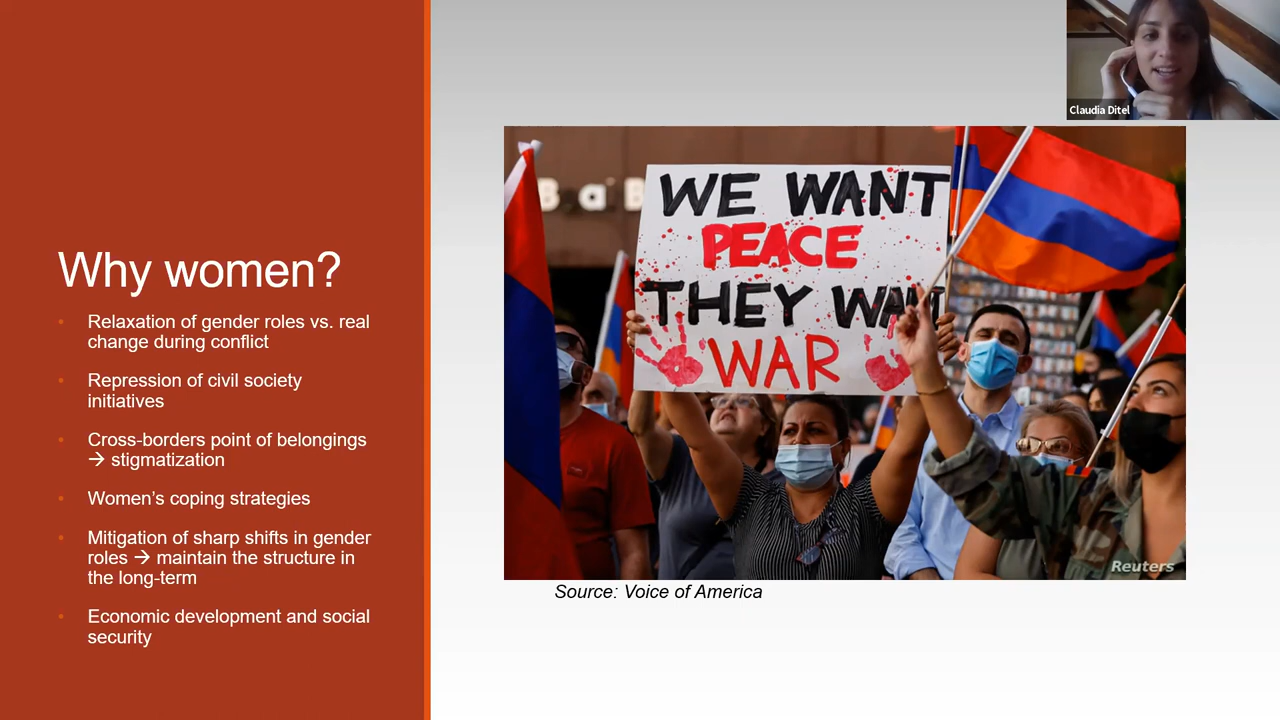 Why women?
Relaxation of gender roles vs. real
change during conflict
Repression of civil society
initiatives
Cross-borders point of belongings
→ stigmatization
Women's coping strategies
Mitigation of sharp shifts in gender
roles → maintain the structure in
the long-term
Economic development and social
security
Claudia Ditel
B a B
WE WANT
PEACE
THEY WANT
WAR
Reuters
Source: Voice of America